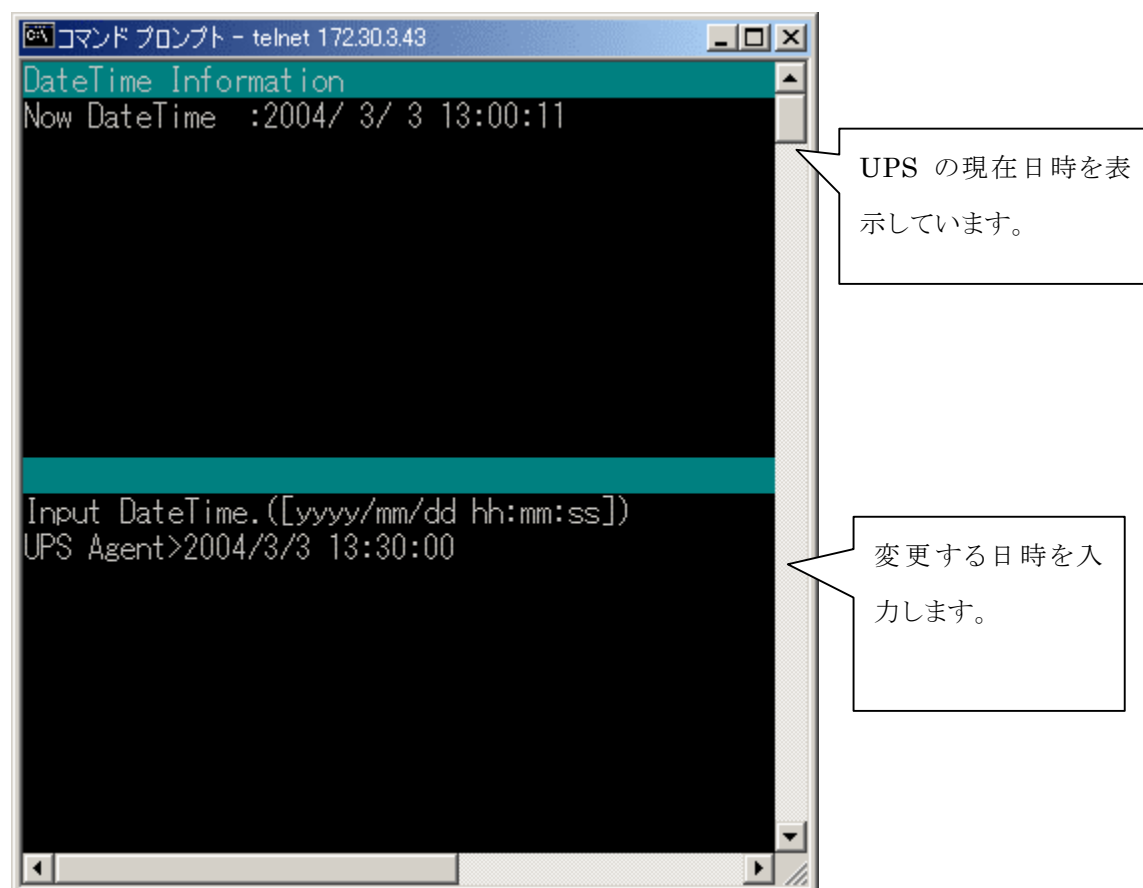 コマンド プロンプト - telnet 172.30.3.43
DateTime Information
Now DateTime  :2004/ 3/ 3 13:00:11
UPS の現在日時を表
示しています。
Input DateTime.([yyyy/mm/dd hh:mm:ss])
UPS Agent>2004/3/3 13:30:00
変更する日時を入
力します。